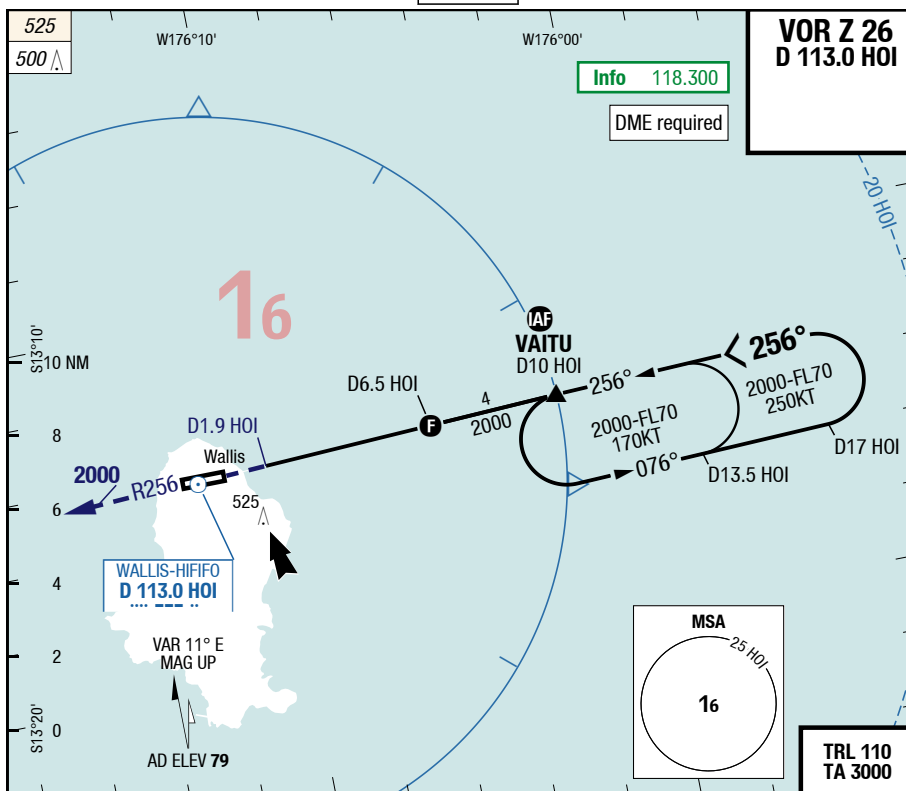 525
500
W176°10'
W176°00'
VOR Z 26
D 113.0 HOI
Info 118.300
DME required
20 HOI
16
IAF
VAITU
D10 HOI
S13°10'
10 NM
D6.5 HOI
4
2000
F
256°
256°
2000-FL70
250KT
2000-FL70
170KT
076°
D17 HOI
D13.5 HOI
8
D1.9 HOI
Wallis
2000
R256
6
525
WALLIS-HIFIFO
D 113.0 HOI
4
VAR 11° E
MAG UP
2
S13°20'
0
AD ELEV 79
MSA
25 HOI
16
TRL 110
TA 3000